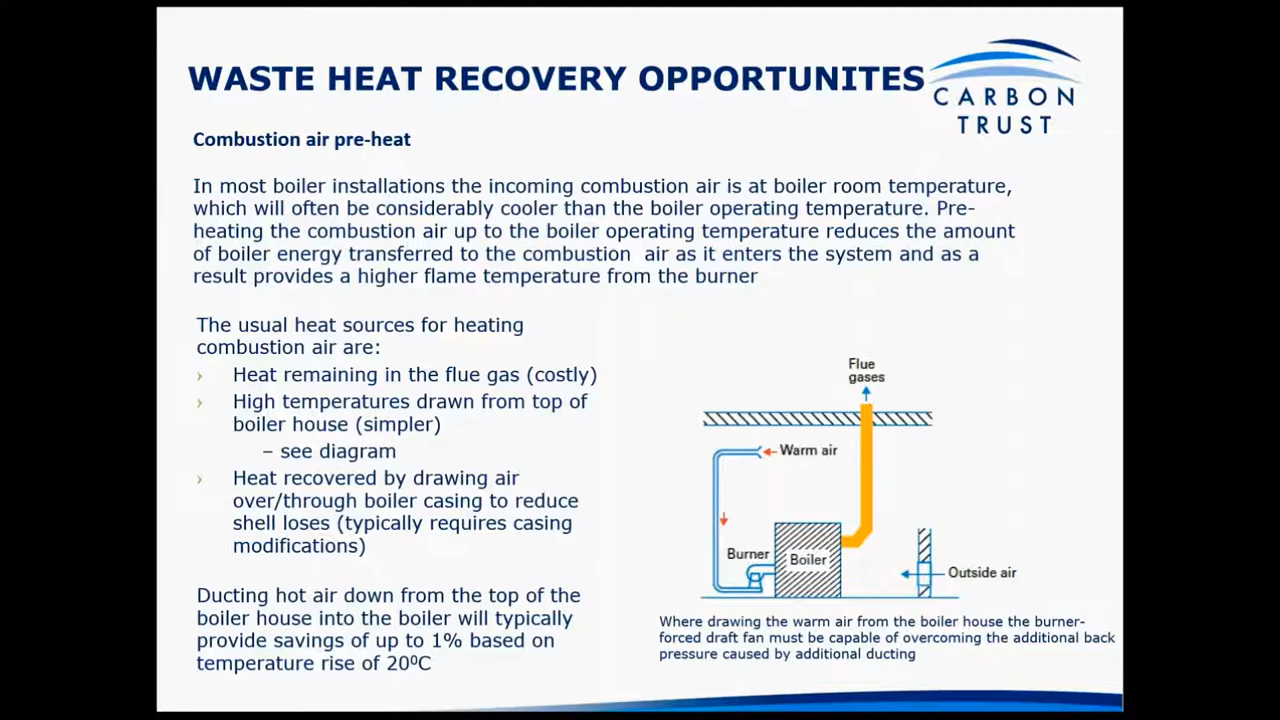 WASTE HEAT RECOVERY OPPORTUNITES
CARBON
TRUST
Combustion air pre-heat
In most boiler installations the incoming combustion air is at boiler room temperature,
which will often be considerably cooler than the boiler operating temperature. Pre-
heating the combustion air up to the boiler operating temperature reduces the amount
of boiler energy transferred to the combustion air as it enters the system and as a
result provides a higher flame temperature from the burner
The usual heat sources for heating
combustion air are:
› Heat remaining in the flue gas (costly)
› High temperatures drawn from top of
boiler house (simpler)
– see diagram
› Heat recovered by drawing air
over/through boiler casing to reduce
shell loses (typically requires casing
modifications)
Ducting hot air down from the top of the
boiler house into the boiler will typically
provide savings of up to 1% based on
temperature rise of 20⁰C
Flue
gases
Warm air
Burner
Boiler
Outside air
Where drawing the warm air from the boiler house the burner-
forced draft fan must be capable of overcoming the additional back
pressure caused by additional ducting